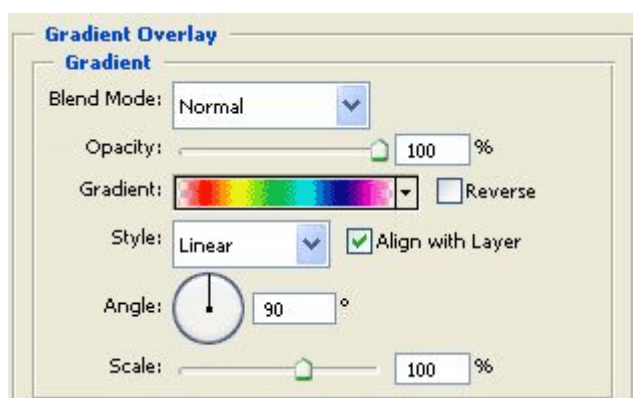 Gradient Overlay
Gradient
Blend Mode: Normal
Opacity: 100 %
Gradient: Reverse
Style: Linear Align with Layer
Angle: 90 °
Scale: 100 %